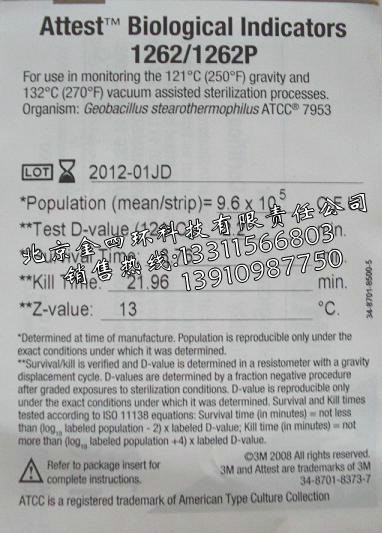 Attest™ Biological Indicators
1262/1262P
For use in monitoring the 121°C (250°F) gravity and
132°C (270°F) vacuum assisted sterilization processes.
Organism: Geobacillus stearothermophilus ATCC® 7953
LOT 2012-01JD
*Population (mean/strip)= 9.6 x 10⁵
**Test D-value
北京金四环科技有限责任公司
销售热线:13311566803
13910987750
**Kill 21.96 min.
**Z-value: 13 °C.
34-8701-8500-5
*Determined at time of manufacture. Population is reproducible only under the
exact conditions under which it was determined.
**Survival/kill is verified and D-value is determined in a resistometer with a gravity
displacement cycle. D-values are determined by a fraction negative procedure
after graded exposures to sterilization conditions. D-value is reproducible only
under the exact conditions under which it was determined. Survival and Kill times
tested according to ISO 11138 equations: Survival time (in minutes) = not less
than (log₁₀ labeled population - 2) x labeled D-value; Kill time (in minutes) = not
more than (log₁₀ labeled population +4) x labeled D-value.
Refer to package insert for
complete instructions.
©3M 2008 All rights reserved.
3M and Attest are trademarks of 3M
34-8701-8373-7
ATCC is a registered trademark of American Type Culture Collection